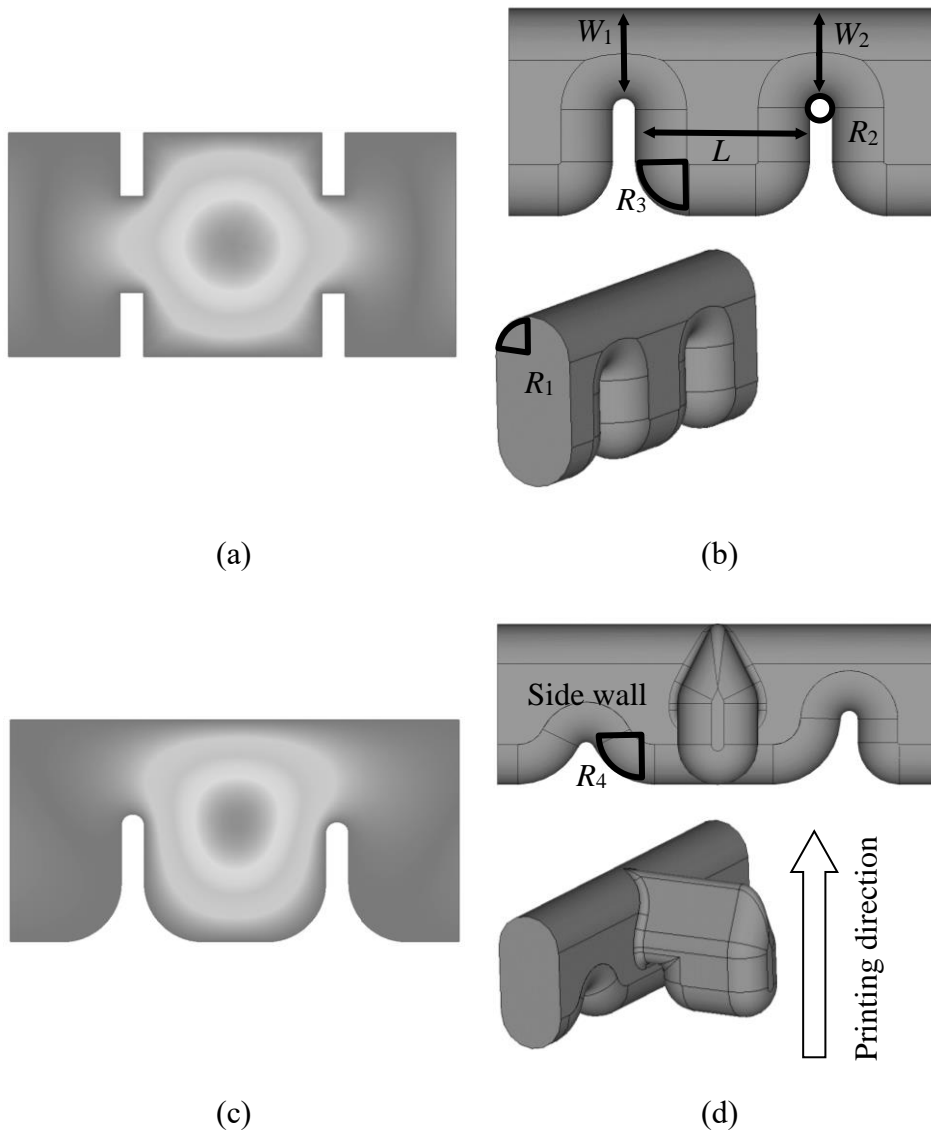 W1
W2
L
R2
R3
R1
(a)
(b)
Side wall
R4
Printing direction
(c)
(d)